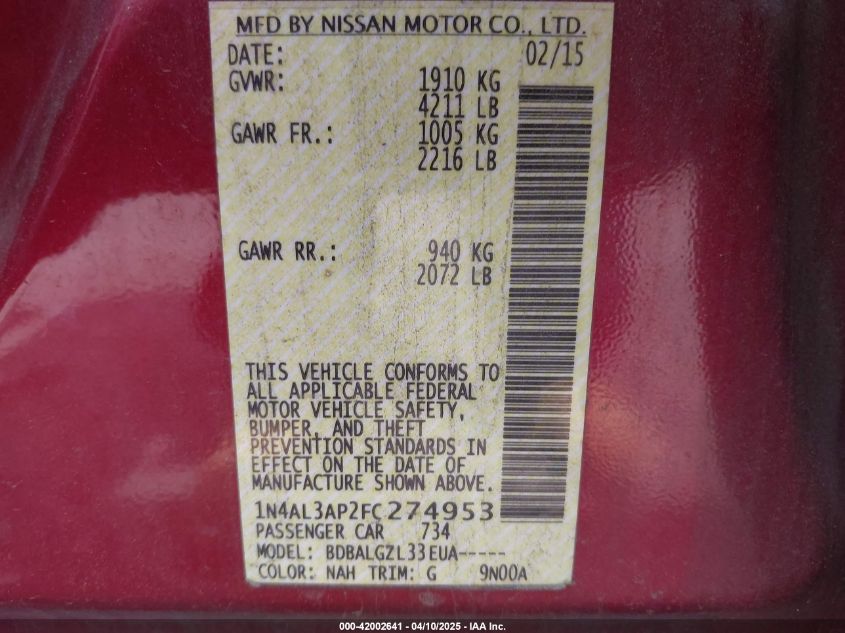 MFD BY NISSAN MOTOR CO., LTD.
DATE: 02/15
GVWR: 1910 KG
4211 LB
GAWR FR.: 1005 KG
2216 LB
GAWR RR.: 940 KG
2072 LB
THIS VEHICLE CONFORMS TO
ALL APPLICABLE FEDERAL
MOTOR VEHICLE SAFETY,
BUMPER, AND THEFT
PREVENTION STANDARDS IN
EFFECT ON THE DATE OF
MANUFACTURE SHOWN ABOVE.
1N4AL3AP2FC274953
PASSENGER CAR 734
MODEL: BDBALGZL33EUA-----
COLOR: NAH TRIM: G 9N00A
000-42002641 - 04/10/2025 - IAA Inc.